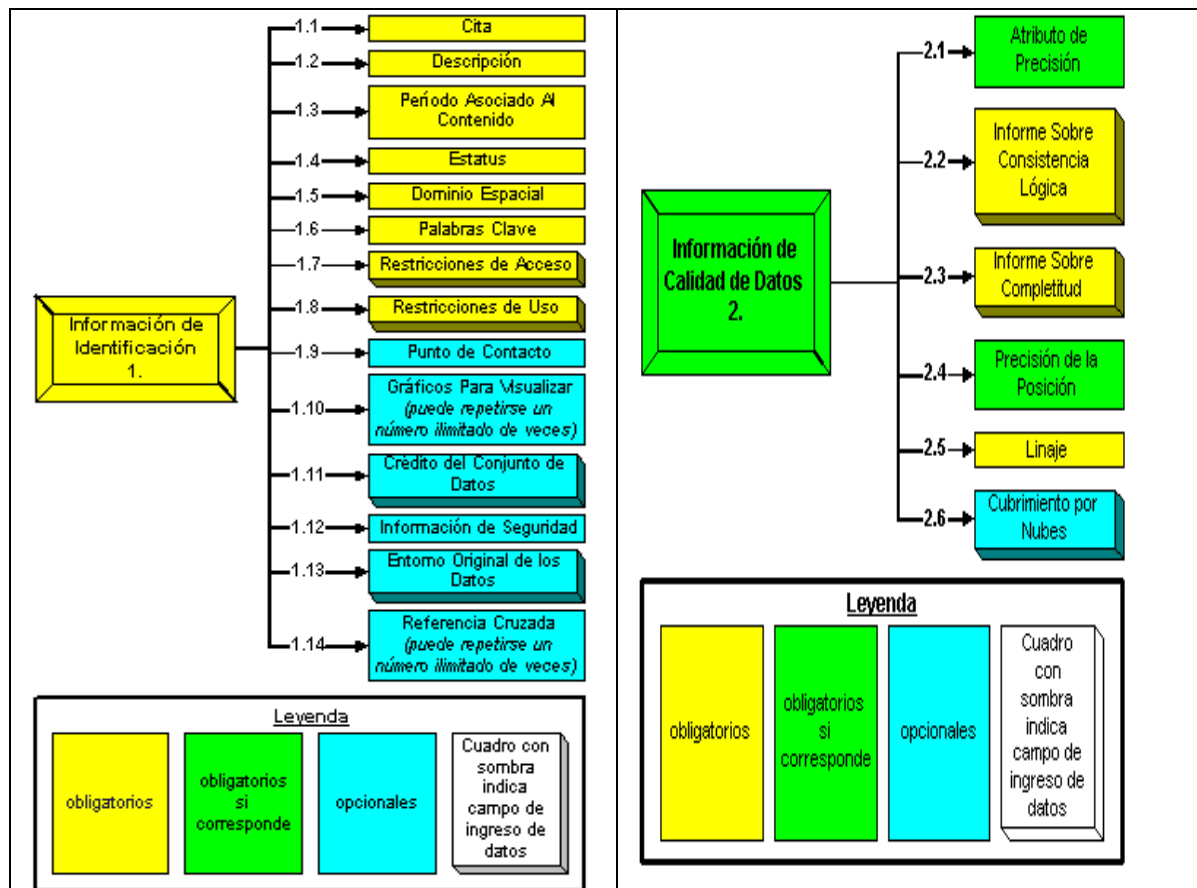 1.1
Cita
1.2
Descripción
1.3
Período Asociado Al
Contenido
1.4
Estatus
1.5
Dominio Espacial
1.6
Palabras Clave
1.7
Restricciones de Acceso
1.8
Restricciones de Uso
Información de
Identificación
1.
1.9
Punto de Contacto
1.10
Gráficos Para Visualizar
(puede repetirse un
número ilimitado de veces)
1.11
Crédito del Conjunto de
Datos
1.12
Información de Seguridad
1.13
Entorno Original de los
Datos
1.14
Referencia Cruzada
(puede repetirse un
número ilimitado de veces)
Leyenda
obligatorios
obligatorios
si
corresponde
opcionales
Cuadro con
sombra
indica
campo de
ingreso de
datos
2.1
Atributo de
Precisión
2.2
Informe Sobre
Consistencia
Lógica
Información de
Calidad de Datos
2.
2.3
Informe Sobre
Completitud
2.4
Precisión de la
Posición
2.5
Linaje
2.6
Cubrimiento por
Nubes
Leyenda
obligatorios
obligatorios
si
corresponde
opcionales
Cuadro
con
sombra
indica
campo de
ingreso de
datos